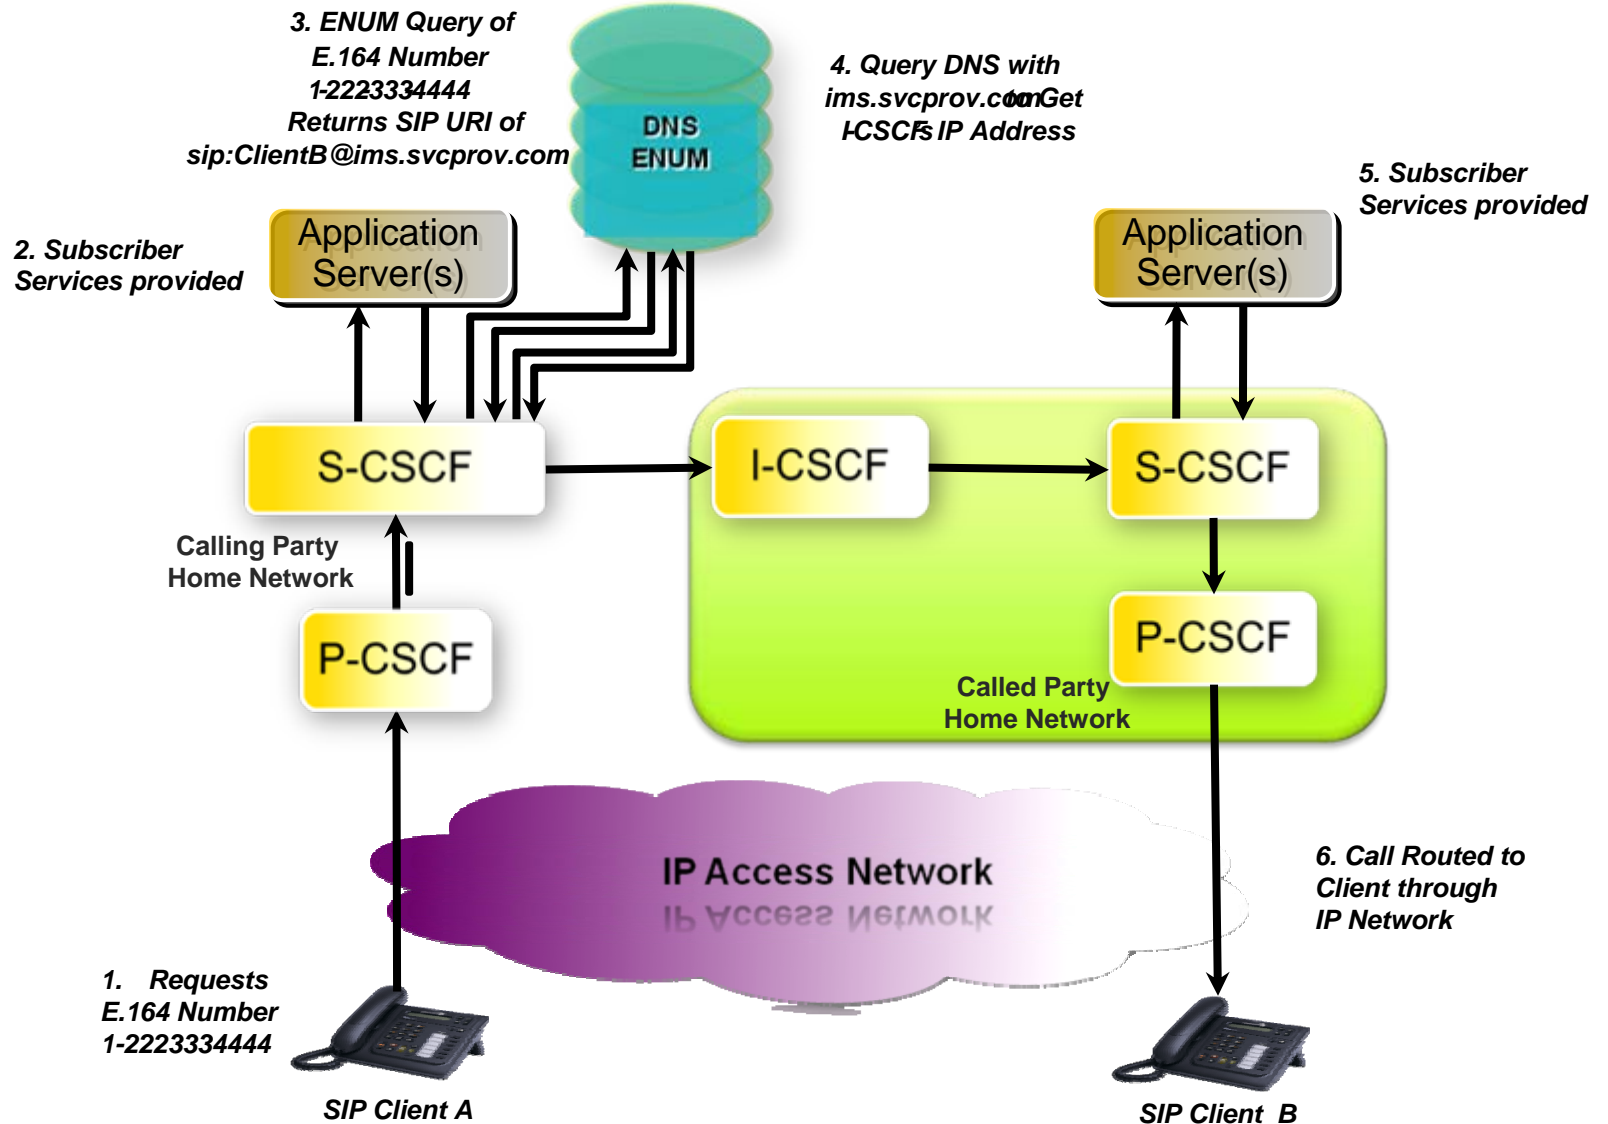 3. ENUM Query of
E.164 Number
1-2223334444
Returns SIP URI of
sip:ClientB@ims.svcprov.com
DNS
ENUM
4. Query DNS with
ims.svcprov.com to Get
I-CSCF's IP Address
5. Subscriber
Services provided
2. Subscriber
Services provided
Application
Server(s)
Application
Server(s)
S-CSCF
I-CSCF
S-CSCF
Calling Party
Home Network
P-CSCF
P-CSCF
Called Party
Home Network
IP Access Network
6. Call Routed to
Client through
IP Network
1. Requests
E.164 Number
1-2223334444
SIP Client A
SIP Client B